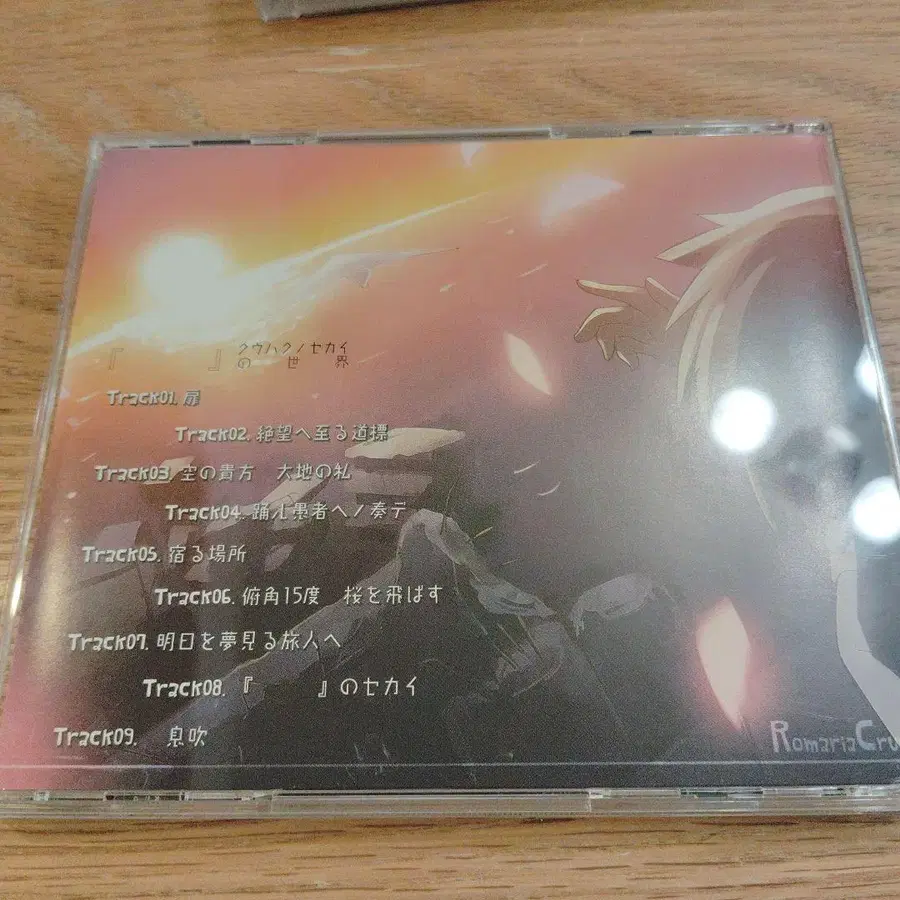 クウハクノセカイ
『　　　』の世界
Track01. 扉
Track02. 絶望へ至る道標
Track03. 空の貴方　大地の私
Track04. 踊ル愚者ヘノ奏デ
Track05. 宿る場所
Track06. 俯角15度　桜を飛ばす
Track07. 明日を夢見る旅人へ
Track08. 『　　　』のセカイ
Track09. 息吹
RomariaCru